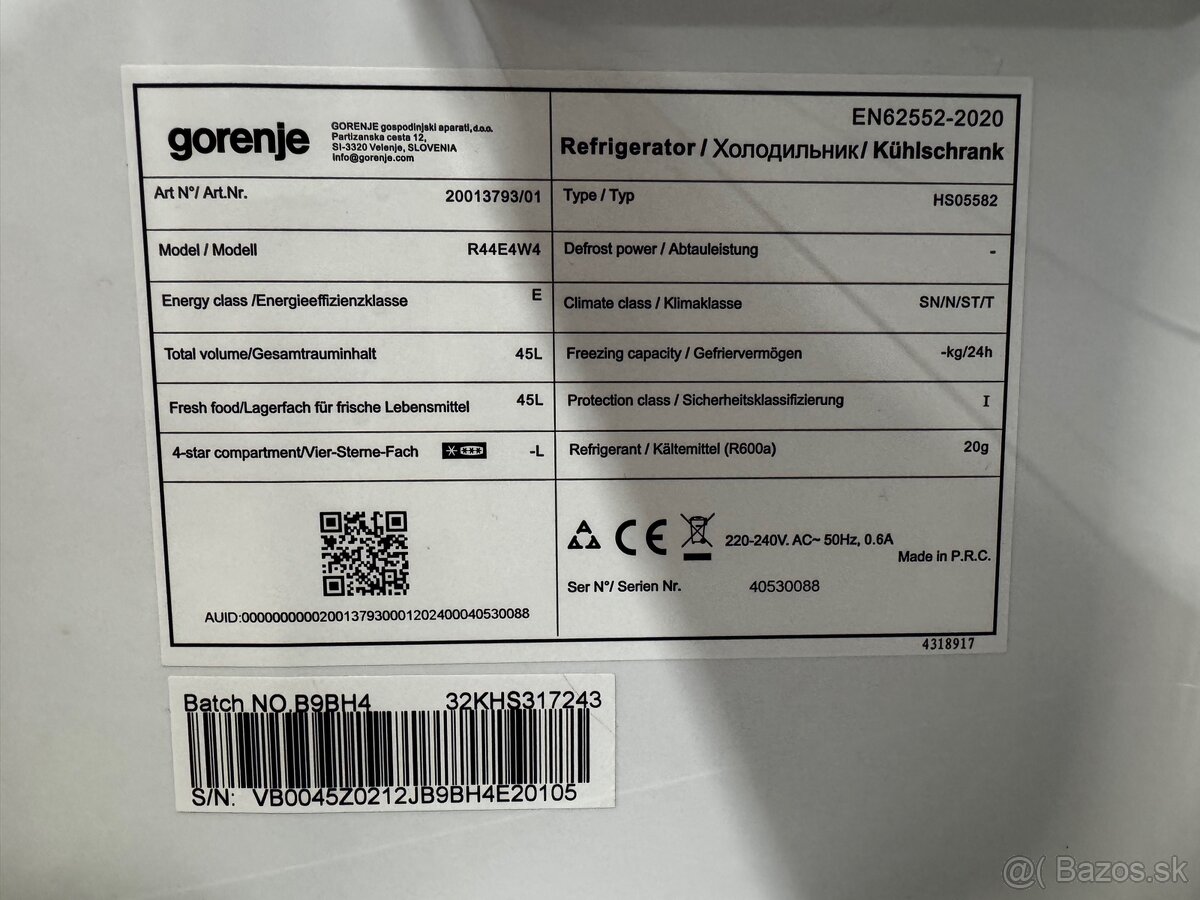 gorenje
GORENJE gospodinjski aparati, d.o.o.
Partizanska cesta 12,
SI-3320 Velenje, SLOVENIA
info@gorenje.com
EN62552-2020
Refrigerator / Холодильник/ Kühlschrank
Art N°/ Art.Nr. 20013793/01
Type / Typ HS05582
Model / Modell R44E4W4
Defrost power / Abtauleistung -
Energy class /Energieeffizienzklasse E
Climate class / Klimaklasse SN/N/ST/T
Total volume/Gesamtrauminhalt 45L
Freezing capacity / Gefriervermögen -kg/24h
Fresh food/Lagerfach für frische Lebensmittel 45L
Protection class / Sicherheitsklassifizierung I
4-star compartment/Vier-Sterne-Fach -L
Refrigerant / Kältemittel (R600a) 20g
CE 220-240V. AC~ 50Hz, 0.6A
Made in P.R.C.
Ser N°/ Serien Nr. 40530088
AUID:0000000000200137930001202400040530088
4318917
Batch NO.B9BH4 32KHS317243
S/N: VB0045Z0212JB9BH4E20105
@( Bazos.sk